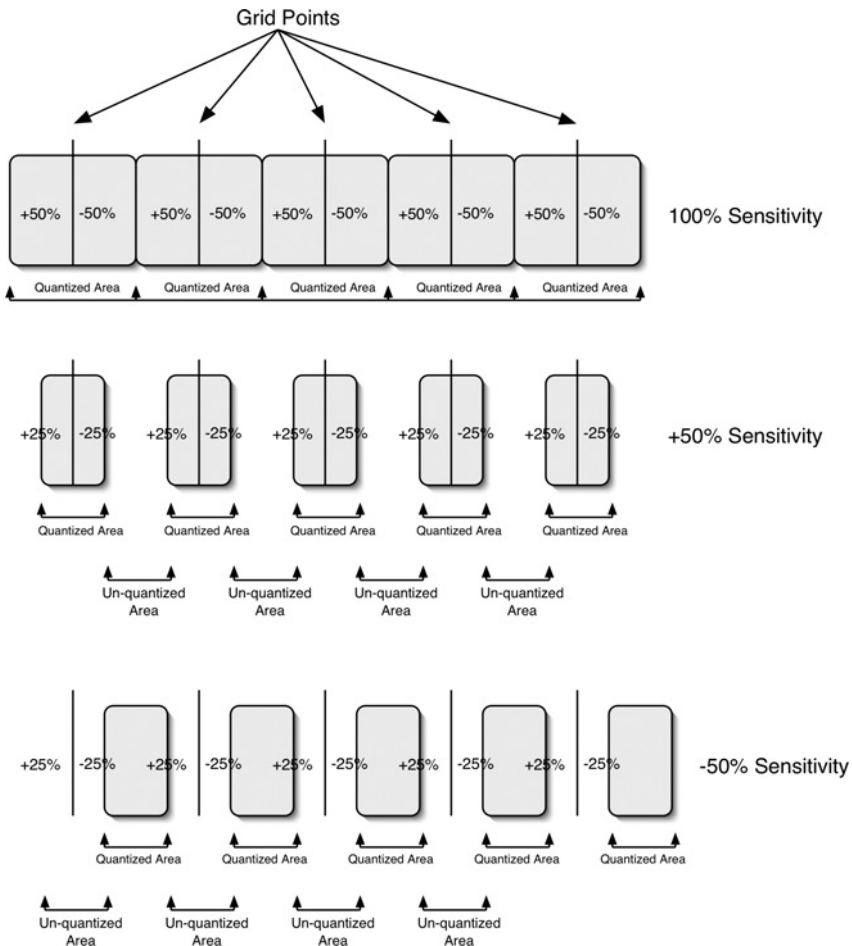 Grid Points
+50% -50% +50% -50% +50% -50% +50% -50% +50% -50% 100% Sensitivity
Quantized Area Quantized Area Quantized Area Quantized Area Quantized Area
+25% -25% +25% -25% +25% -25% +25% -25% +25% -25% +50% Sensitivity
Quantized Area Quantized Area Quantized Area Quantized Area Quantized Area
Un-quantized Un-quantized Un-quantized Un-quantized
Area Area Area Area
+25% -25% +25% -25% +25% -25% +25% -25% +25% -25% -50% Sensitivity
Quantized Area Quantized Area Quantized Area Quantized Area Quantized Area
Un-quantized Un-quantized Un-quantized Un-quantized
Area Area Area Area